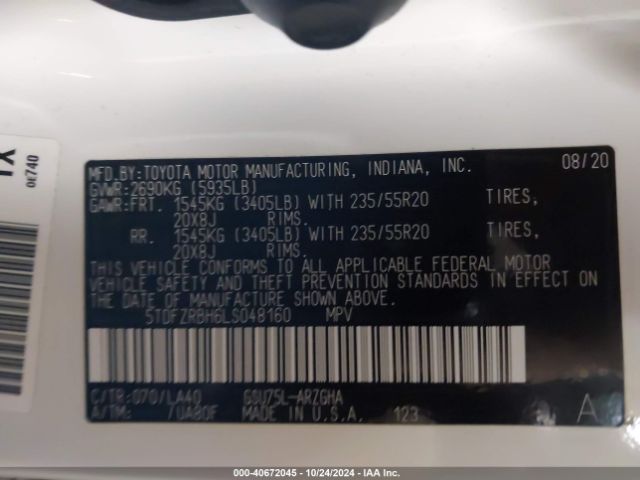 MFD.BY:TOYOTA MOTOR MANUFACTURING, INDIANA, INC. 08/20
GVWR:2690KG (5935LB)
GAWR:FRT. 1545KG (3405LB) WITH 235/55R20 TIRES,
20X8J RIMS.
RR. 1545KG (3405LB) WITH 235/55R20 TIRES,
20X8J RIMS.
THIS VEHICLE CONFORMS TO ALL APPLICABLE FEDERAL MOTOR
VEHICLE SAFETY AND THEFT PREVENTION STANDARDS IN EFFECT
ON THE DATE OF MANUFACTURE SHOWN ABOVE.
5TDFZRBH6LS048160 MPV
C/TR:070/LA40 GSU75L-ARZGHA
A/TM: /UA80F MADE IN U.S.A. 123 A
0E740
000-40672045 - 10/24/2024 - IAA Inc.